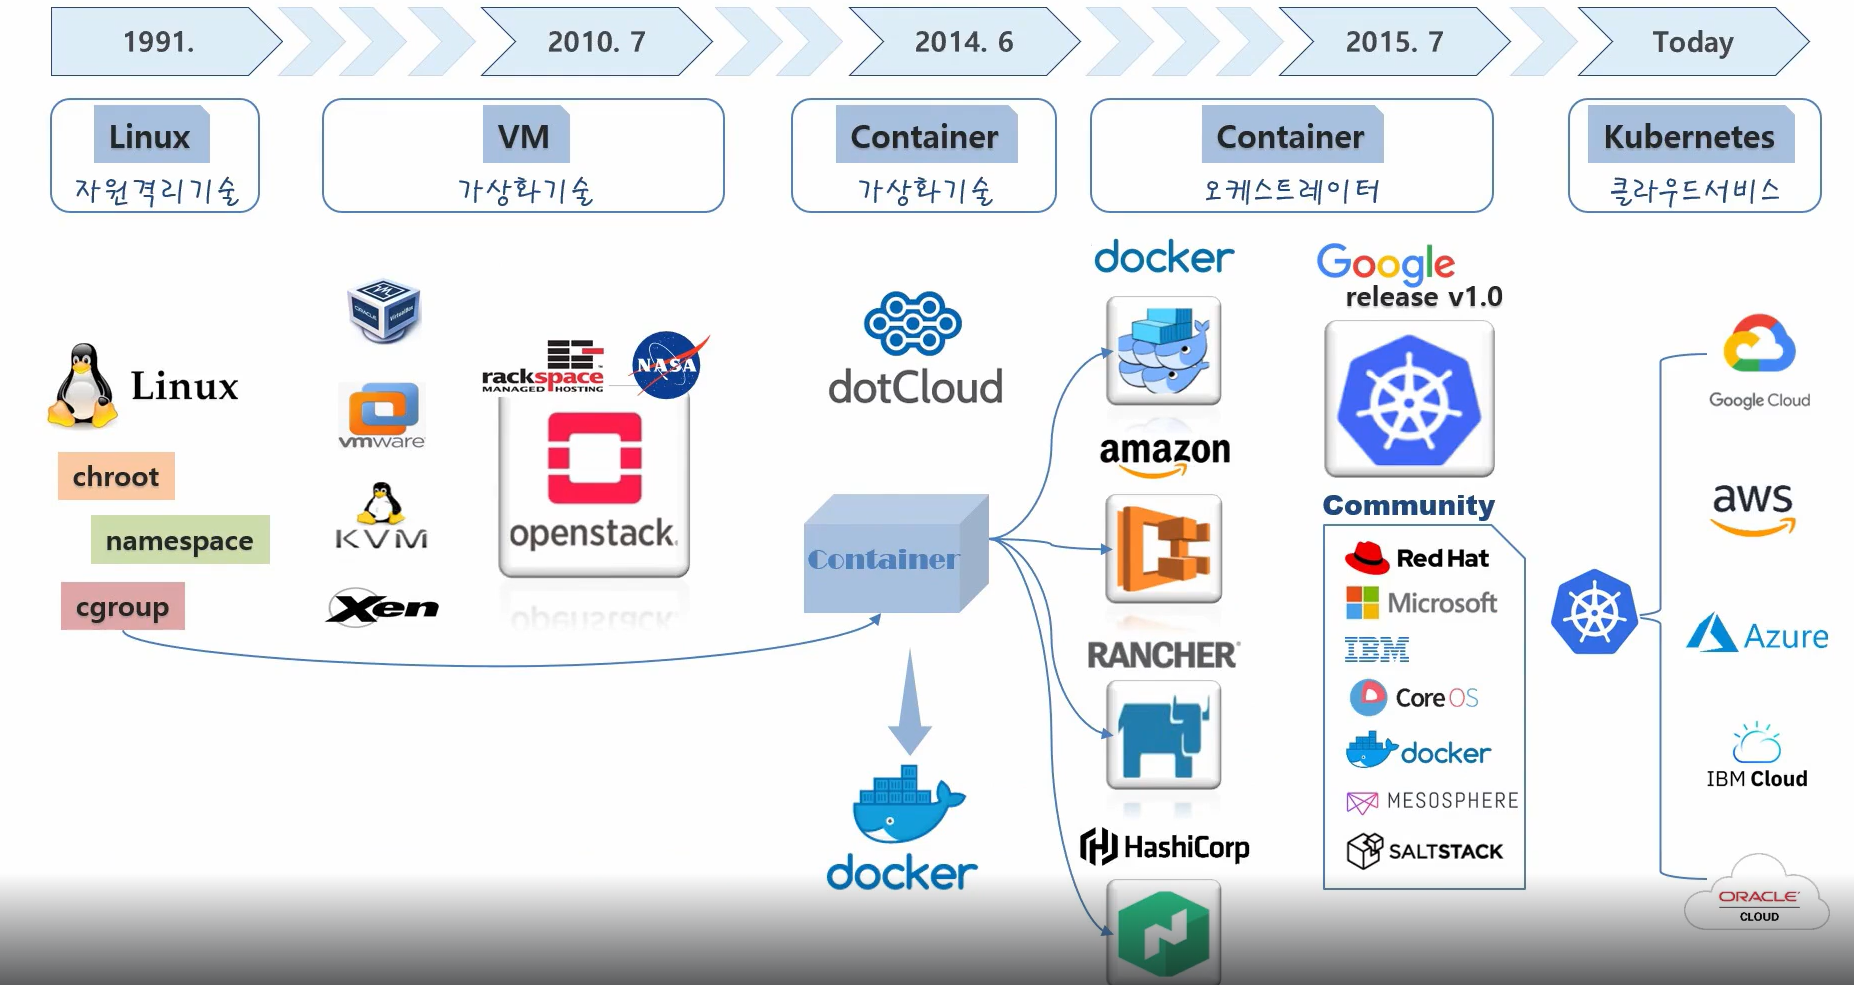 1991.
2010. 7
2014. 6
2015. 7
Today
Linux
자원격리기술
VM
가상화기술
Container
가상화기술
Container
오케스트레이터
Kubernetes
클라우드서비스
Linux
chroot
namespace
cgroup
ORACLE
VirtualBox
vmware
KVM
Xen
rackspace
MANAGED HOSTING
NASA
openstack.
dotCloud
Container
docker
docker
amazon
RANCHER
HashiCorp
Google
release v1.0
Community
Red Hat
Microsoft
IBM
Core OS
docker
MESOSPHERE
SALTSTACK
Google Cloud
aws
Azure
IBM Cloud
ORACLE
CLOUD